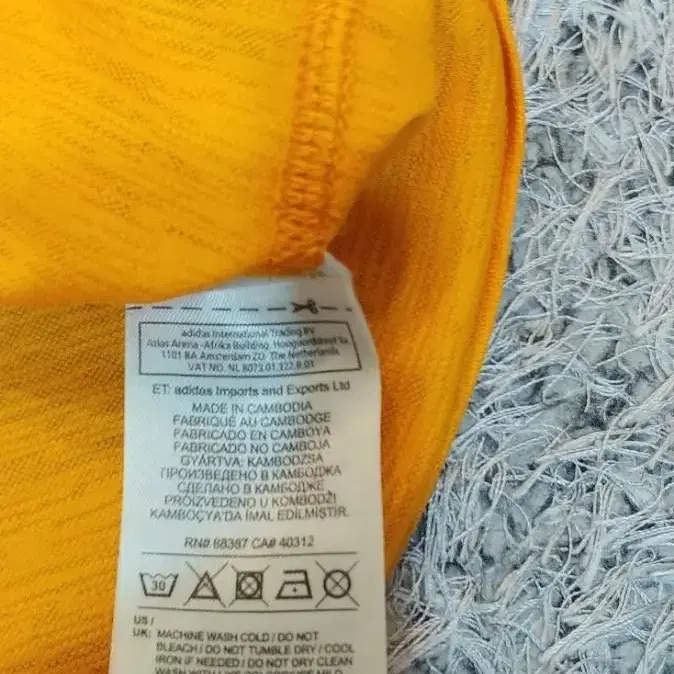 adidas International Trading BV
Atlas Arena -Afrika Building, Hoogoorddreef 9a
1101 BA Amsterdam ZO. The Netherlands
VAT NO. NL 8073.01.322.B.01
ET: adidas Imports and Exports Ltd
MADE IN CAMBODIA
FABRIQUÉ AU CAMBODGE
FABRICADO EN CAMBOYA
FABRICADO NO CAMBOJA
GYÁRTVA: KAMBODZSA
ПРОИЗВЕДЕНО В КАМБОДЖА
СДЕЛАНО В КАМБОДЖЕ
PROIZVEDENO U KOMBODŽI
KAMBOÇYA'DA İMAL EDİLMİŞTİR.
RN# 88387 CA# 40312
30
US /
UK: MACHINE WASH COLD / DO NOT
BLEACH / DO NOT TUMBLE DRY / COOL
IRON IF NEEDED / DO NOT DRY CLEAN